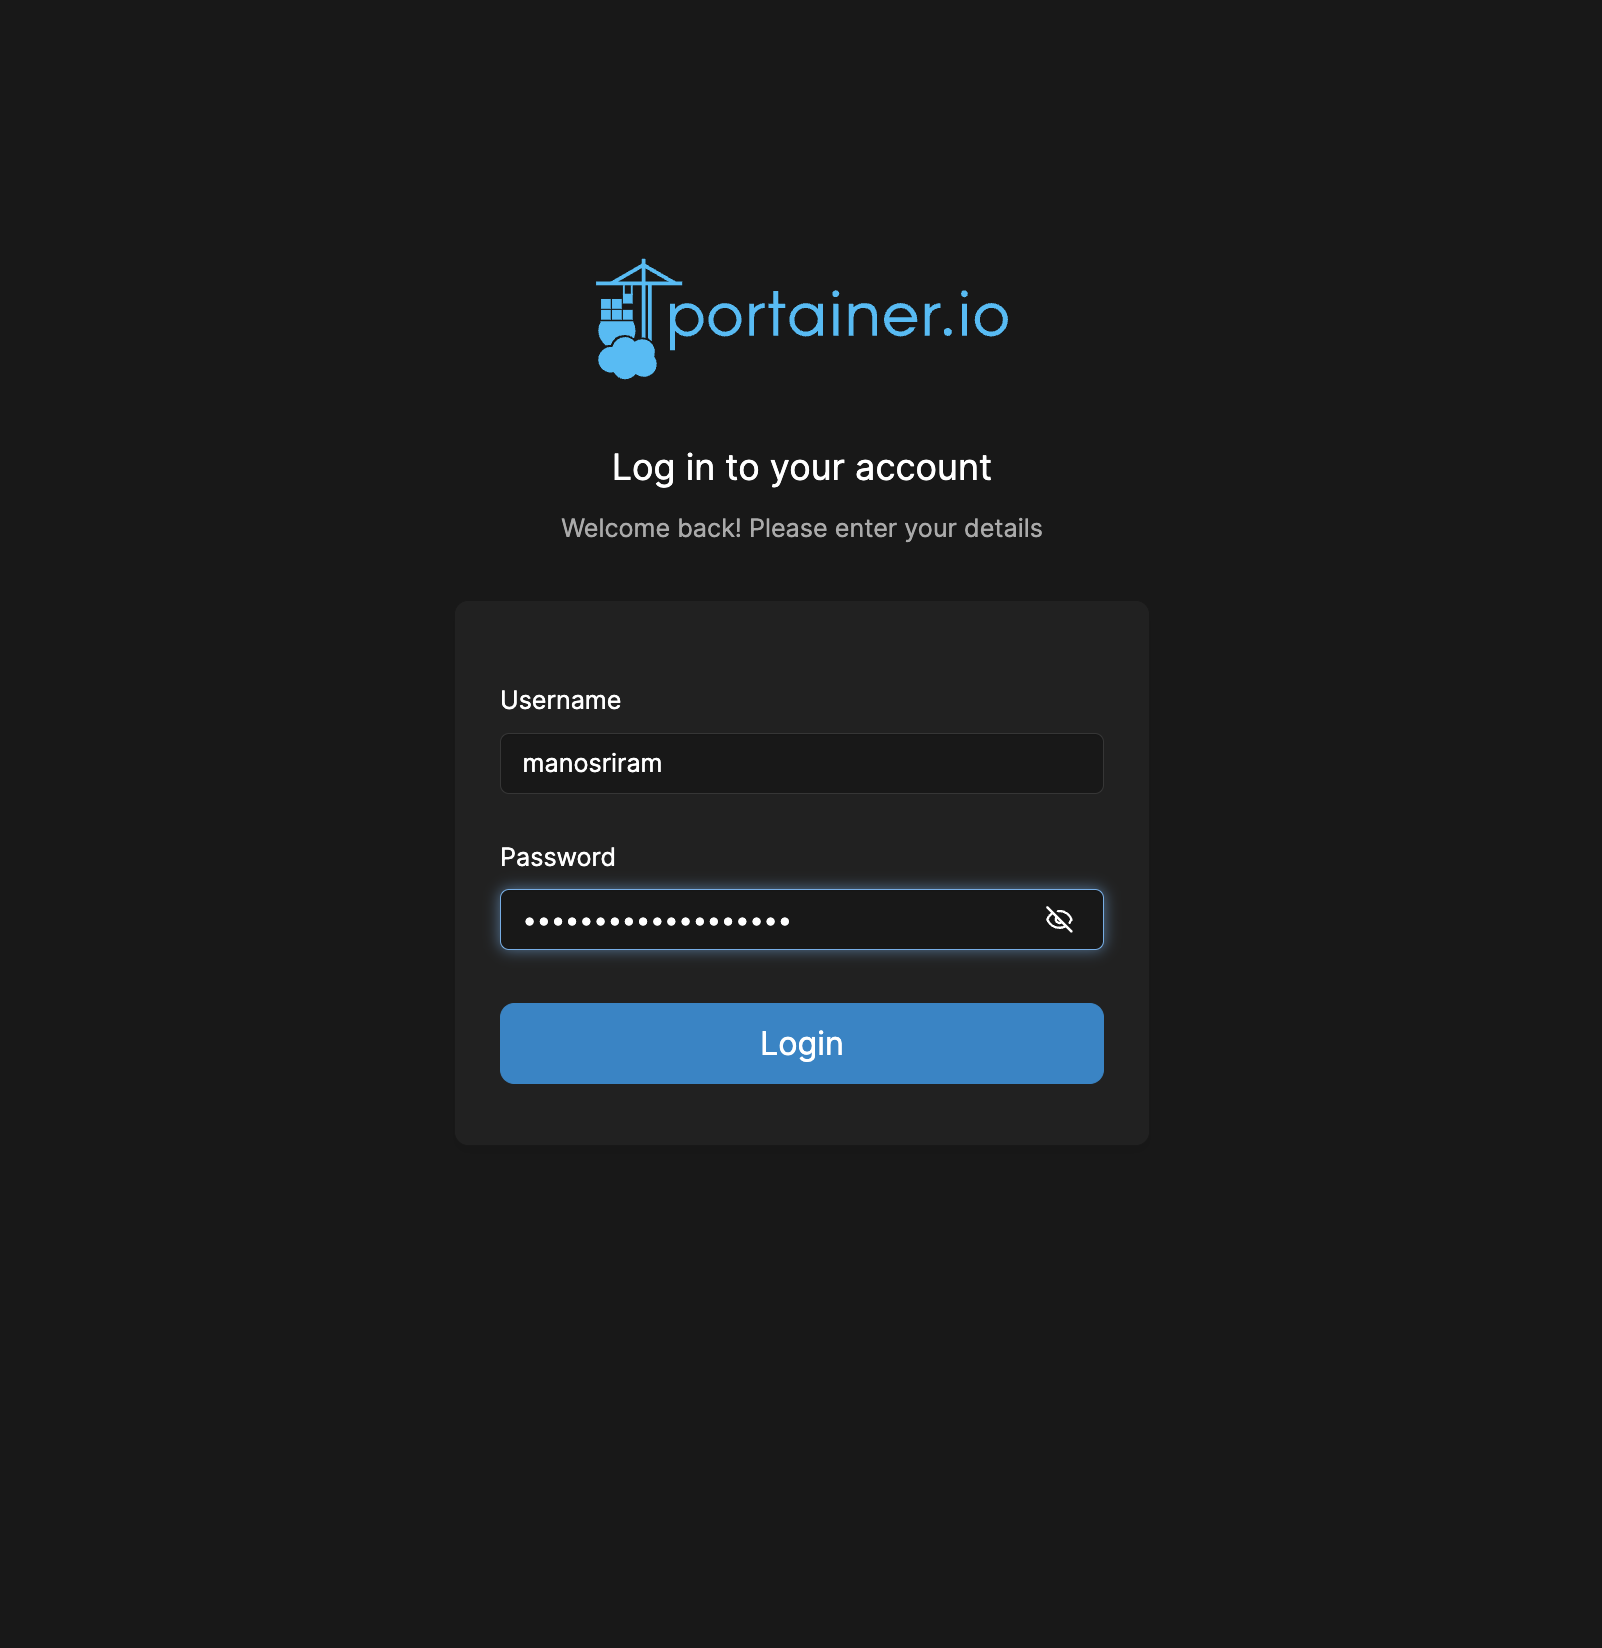 portainer.io
Log in to your account
Welcome back! Please enter your details
Username
manosriram
Password
•••••••••••••••••••
Login